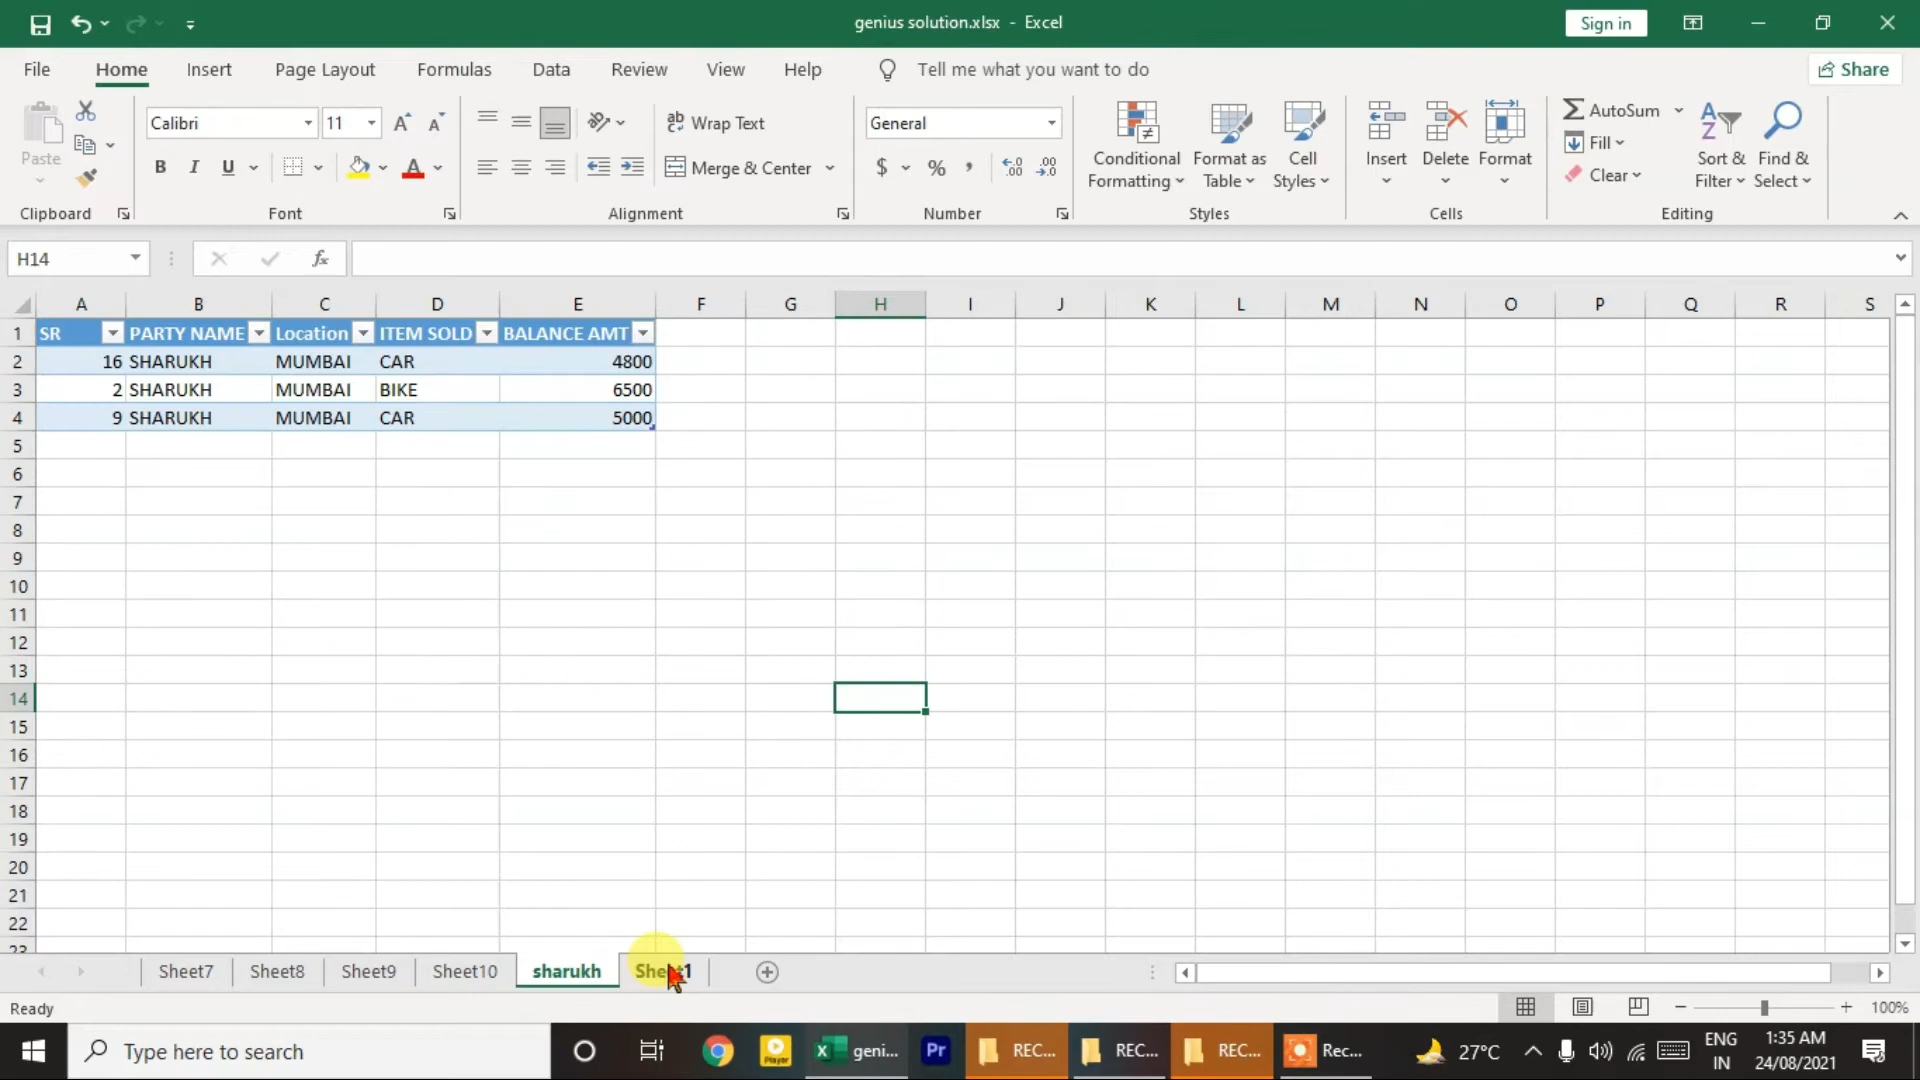 genius solution.xlsx - Excel
Sign in
File Home Insert Page Layout Formulas Data Review View Help Tell me what you want to do Share
Paste
Calibri 11
B I U
Wrap Text
Merge & Center
General
$ % ,
Conditional Formatting
Format as Table
Cell Styles
Insert Delete Format
AutoSum
Fill
Clear
Sort & Filter
Find & Select
Clipboard Font Alignment Number Styles Cells Editing
H14 fx
A B C D E F G H I J K L M N O P Q R S
1 SR PARTY NAME Location ITEM SOLD BALANCE AMT
2 16 SHARUKH MUMBAI CAR 4800
3 2 SHARUKH MUMBAI BIKE 6500
4 9 SHARUKH MUMBAI CAR 5000
5
6
7
8
9
10
11
12
13
14
15
16
17
18
19
20
21
22
23
Sheet7 Sheet8 Sheet9 Sheet10 sharukh Sheet1
Ready 100%
Type here to search geni... Pr REC... REC... REC... Rec... 27°C ENG IN 1:35 AM 24/08/2021